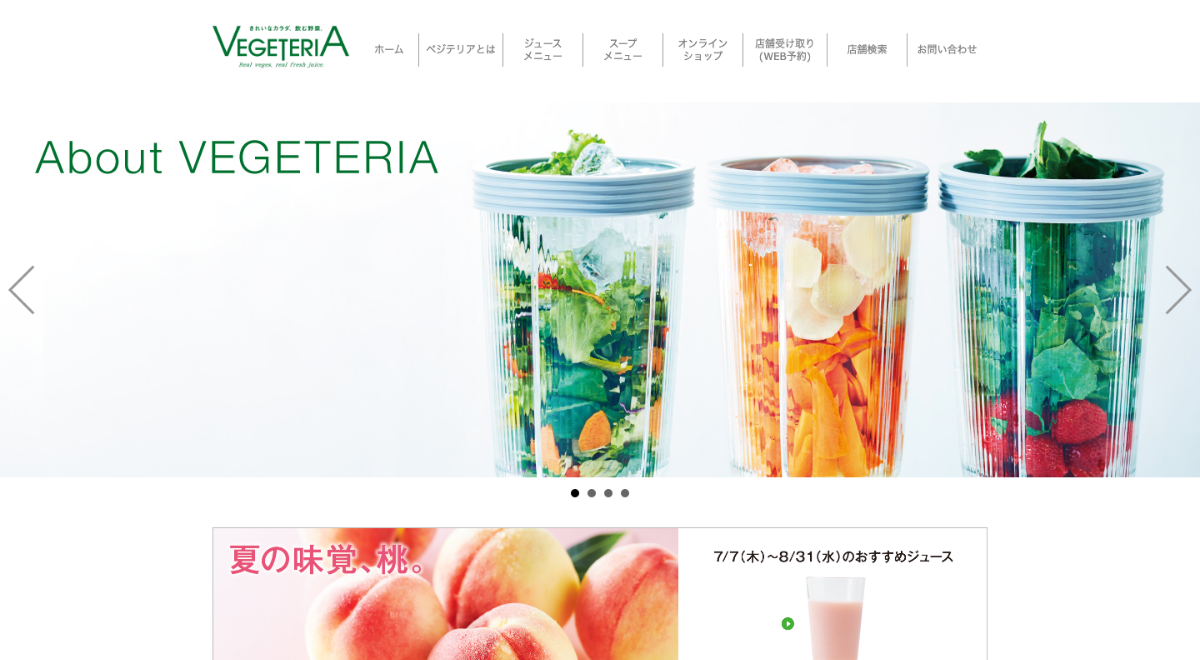 きれいなカラダ。飲む野菜。
VEGETERIA
Real veges, real fresh juice.
ホーム
ベジテリアとは
ジュース
メニュー
スープ
メニュー
オンライン
ショップ
店舗受け取り
(WEB予約)
店舗検索
お問い合わせ
About VEGETERIA
夏の味覚、桃。
7/7(木)〜8/31(水)のおすすめジュース